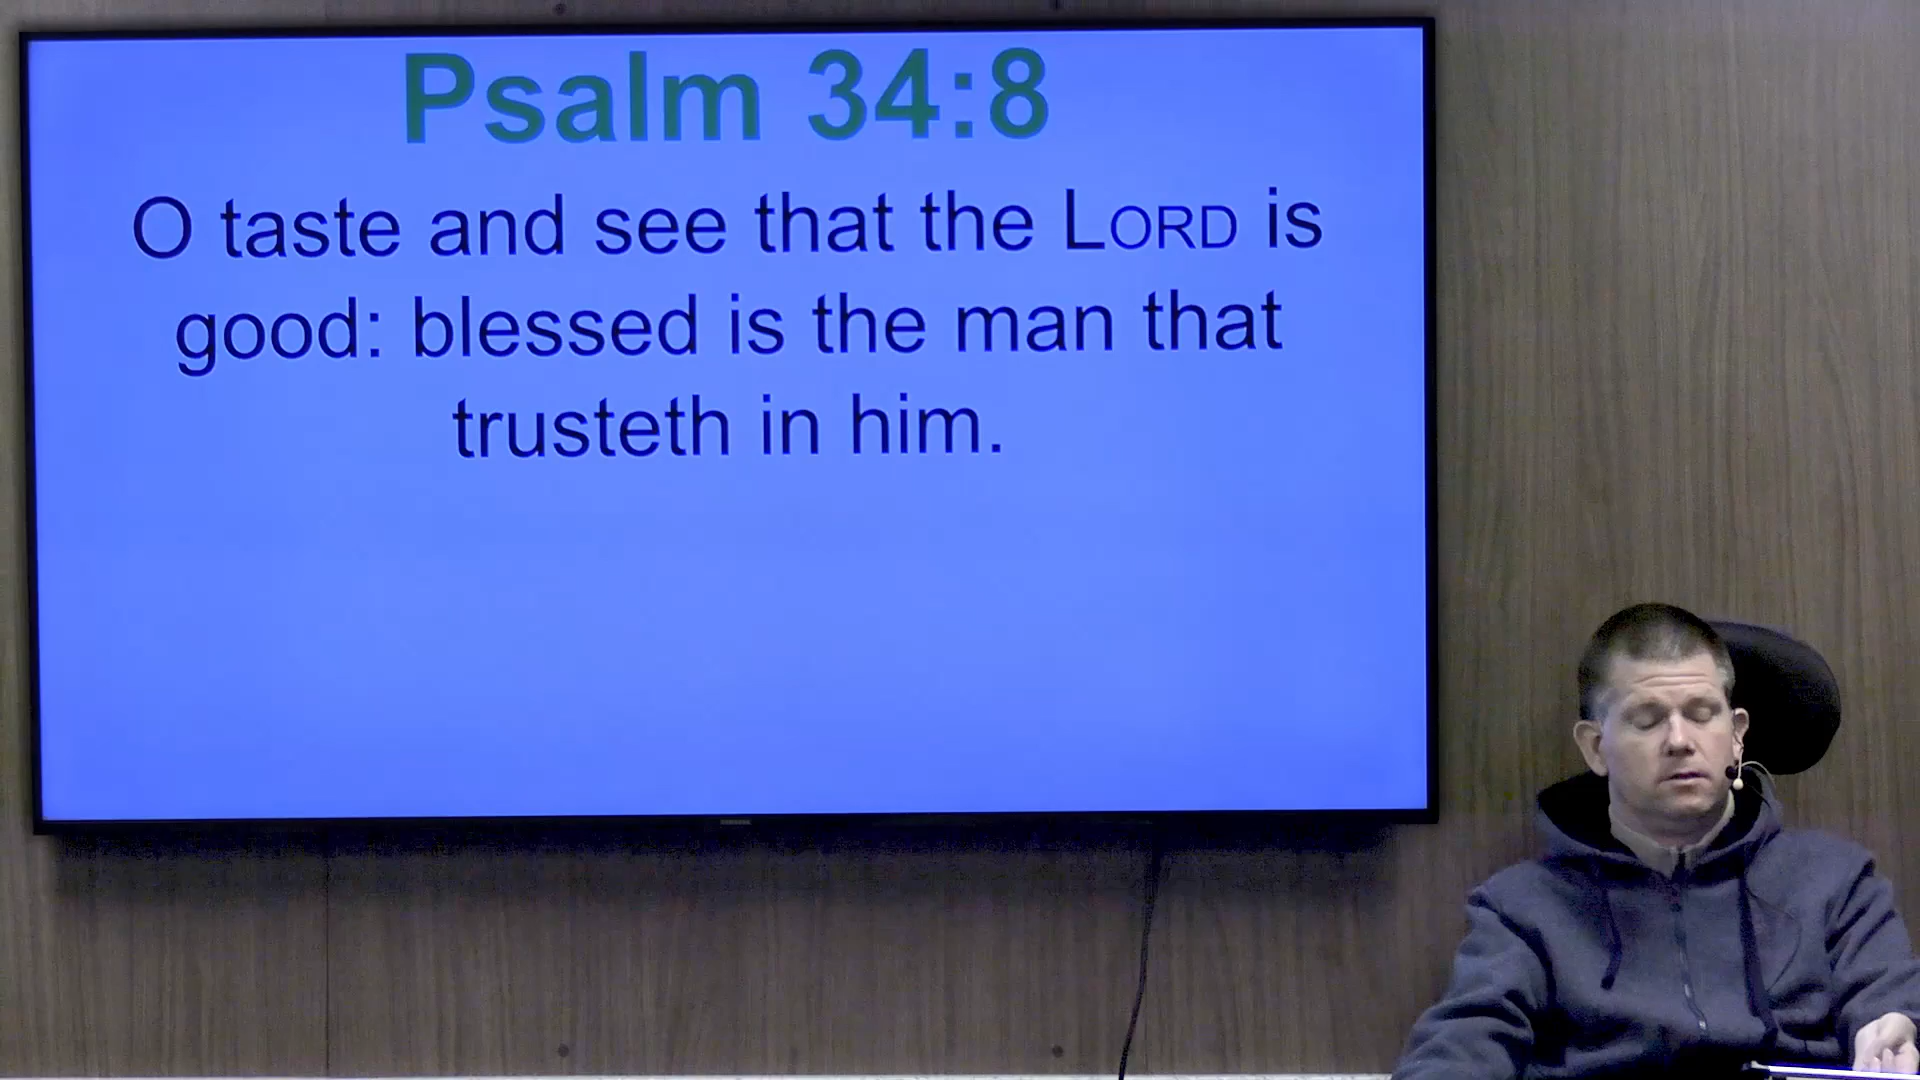 Psalm 34:8
O taste and see that the LORD is
good: blessed is the man that
trusteth in him.